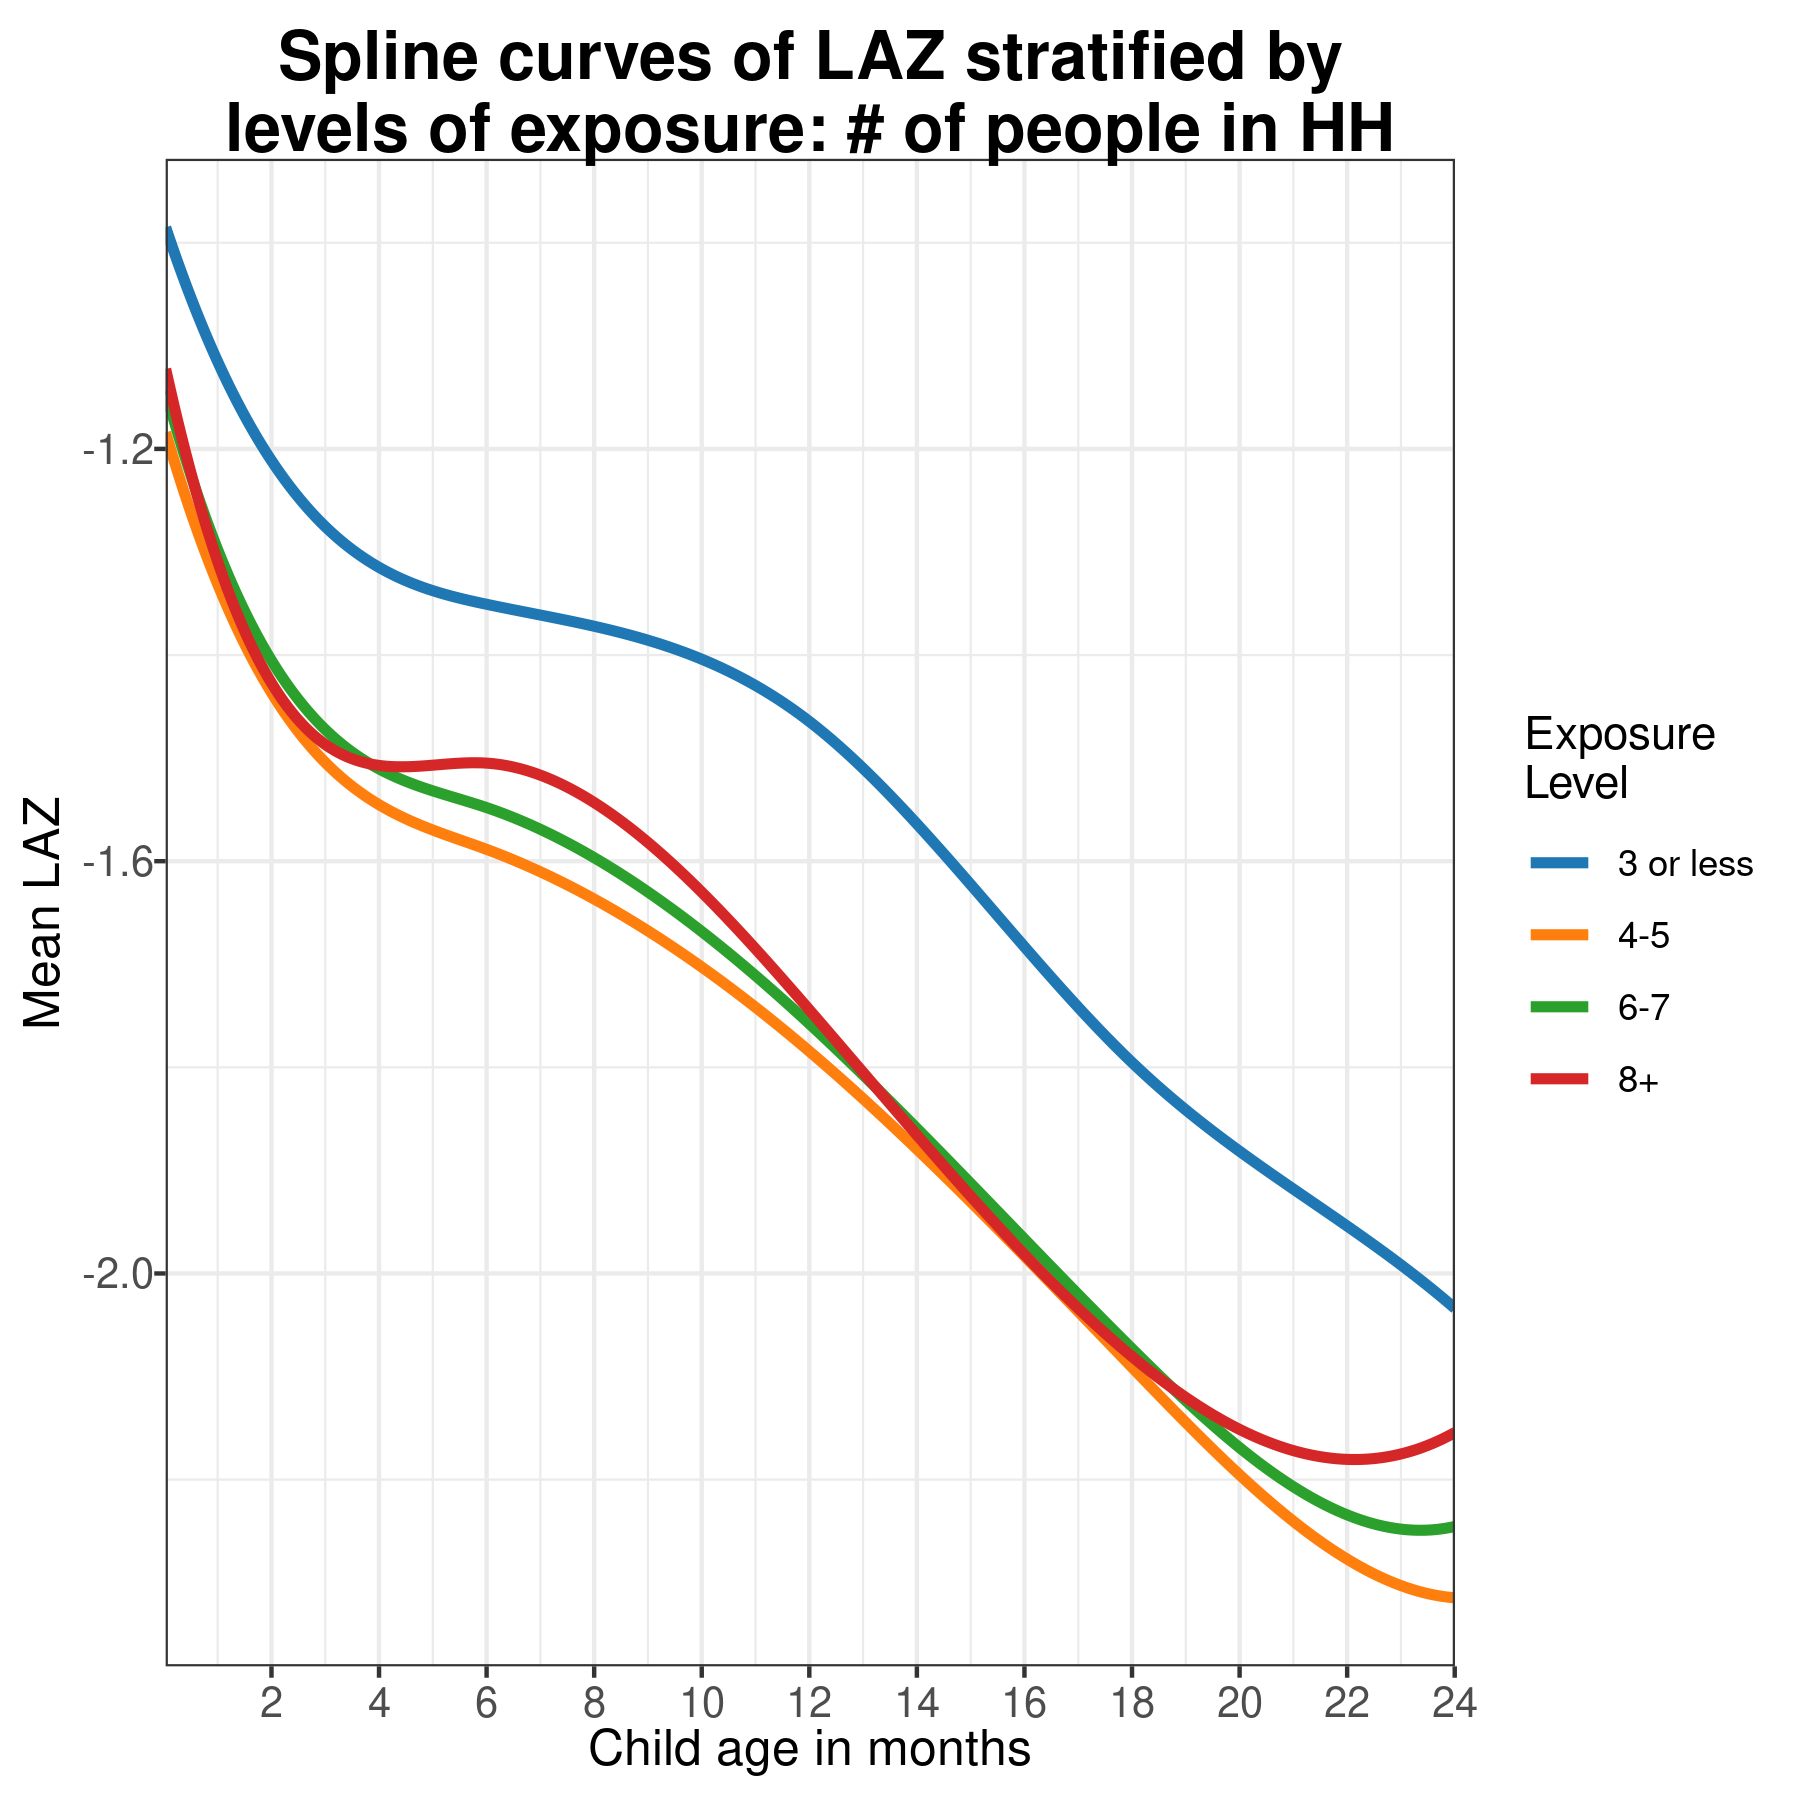 Spline curves of LAZ stratified by
levels of exposure: # of people in HH
Mean LAZ
-1.2
-1.6
-2.0
2 4 6 8 10 12 14 16 18 20 22 24
Child age in months
Exposure
Level
3 or less
4-5
6-7
8+